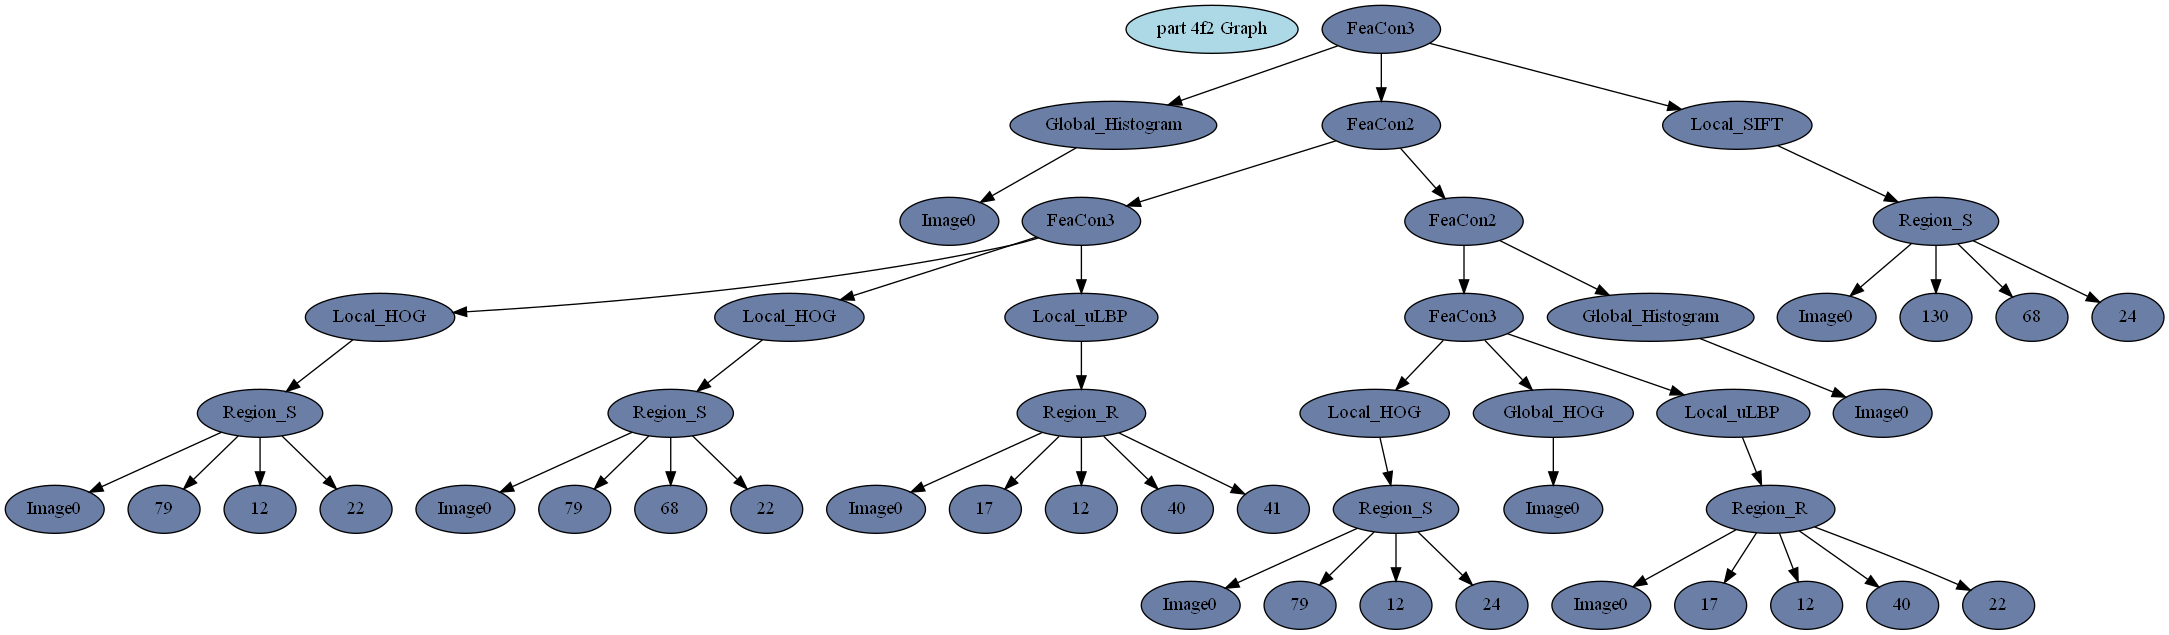 part 4f2 Graph
FeaCon3
Global_Histogram
FeaCon2
Local_SIFT
Image0
FeaCon3
FeaCon2
Region_S
Local_HOG
Local_HOG
Local_uLBP
FeaCon3
Global_Histogram
Image0
130
68
24
Region_S
Region_S
Region_R
Local_HOG
Global_HOG
Local_uLBP
Image0
Image0
79
12
22
Image0
79
68
22
Image0
17
12
40
41
Region_S
Image0
Region_R
Image0
79
12
24
Image0
17
12
40
22